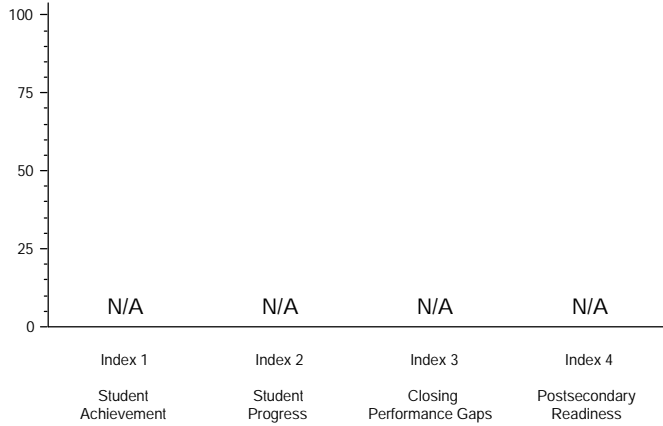 100
75
50
25
0
N/A N/A N/A N/A
Index 1 Index 2 Index 3 Index 4
Student Student Closing Postsecondary
Achievement Progress Performance Gaps Readiness